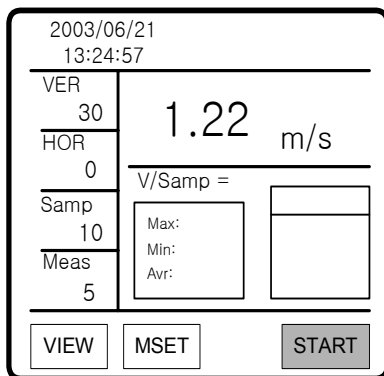 2003/06/21
13:24:57
VER
30
HOR
0
Samp
10
Meas
5
1.22 m/s
V/Samp =
Max:
Min:
Avr:
VIEW MSET START